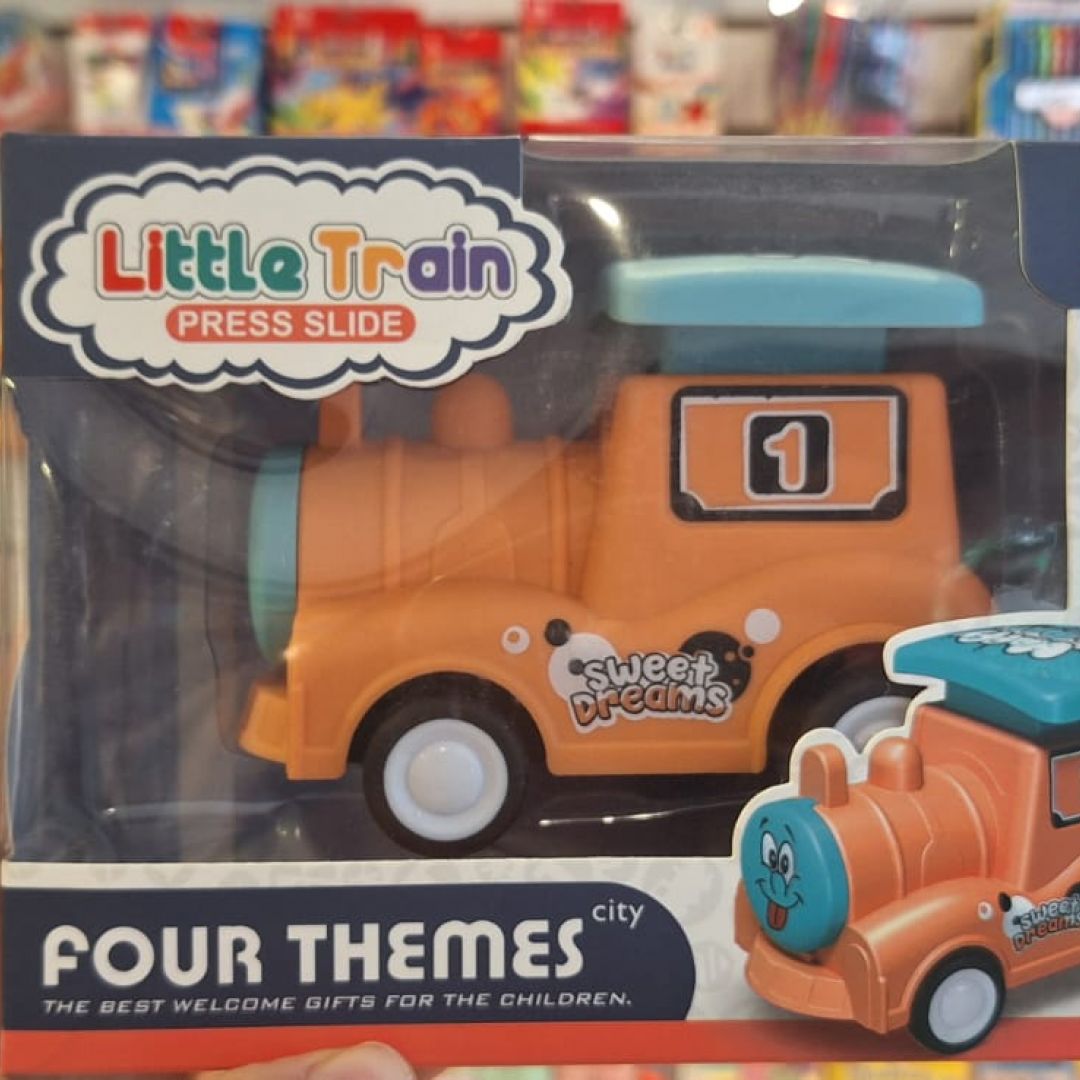 Little Train
PRESS SLIDE
1
Sweet
Dreams
FOUR THEMES city
THE BEST WELCOME GIFTS FOR THE CHILDREN.
Sweet
Dreams